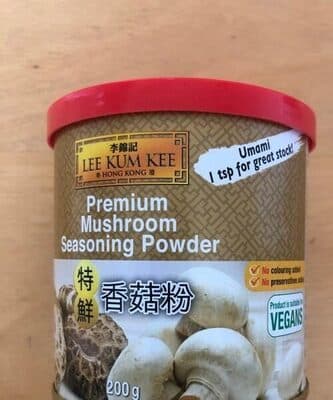 李錦記
LEE KUM KEE
香 HONG KONG 港
Umami
1 tsp for great stock!
Premium
Mushroom
Seasoning Powder
特鮮
香菇粉
No colouring added
No preservatives added
Product is suitable for
VEGANS
200 g